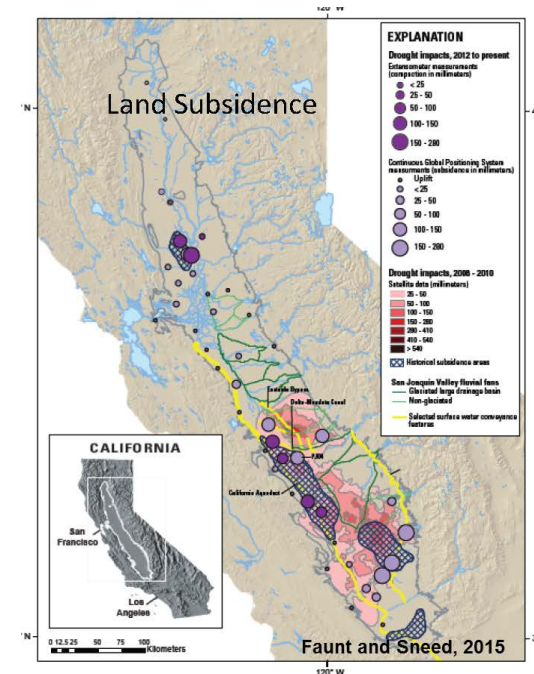 120° W
EXPLANATION
Drought impacts, 2012 to present
Extensometer measurements
(compaction in millimeters)
< 25
25 - 50
50 - 100
100 - 150
150 - 280
Continuous Global Positioning System
measurments (subsidence in millimeters)
Uplift
< 25
25 - 50
50 - 100
100 - 150
150 - 280
Drought impacts, 2008 - 2010
Satellite data (millimeters)
25 - 50
50 - 100
100 - 150
150 - 280
280 - 410
410 - 540
> 540
Historical subsidence areas
San Joaquin Valley fluvial fans
Glaciated large drainage basin
Non-glaciated
Selected surface water conveyance
features
Land Subsidence
°N
Eastside Bypass
Delta-Mendota Canal
California Aqueduct
CALIFORNIA
San
Francisco
Los
Angeles
0 12.5 25 50 75 100
Kilometers
°N
Faunt and Sneed, 2015
120° W